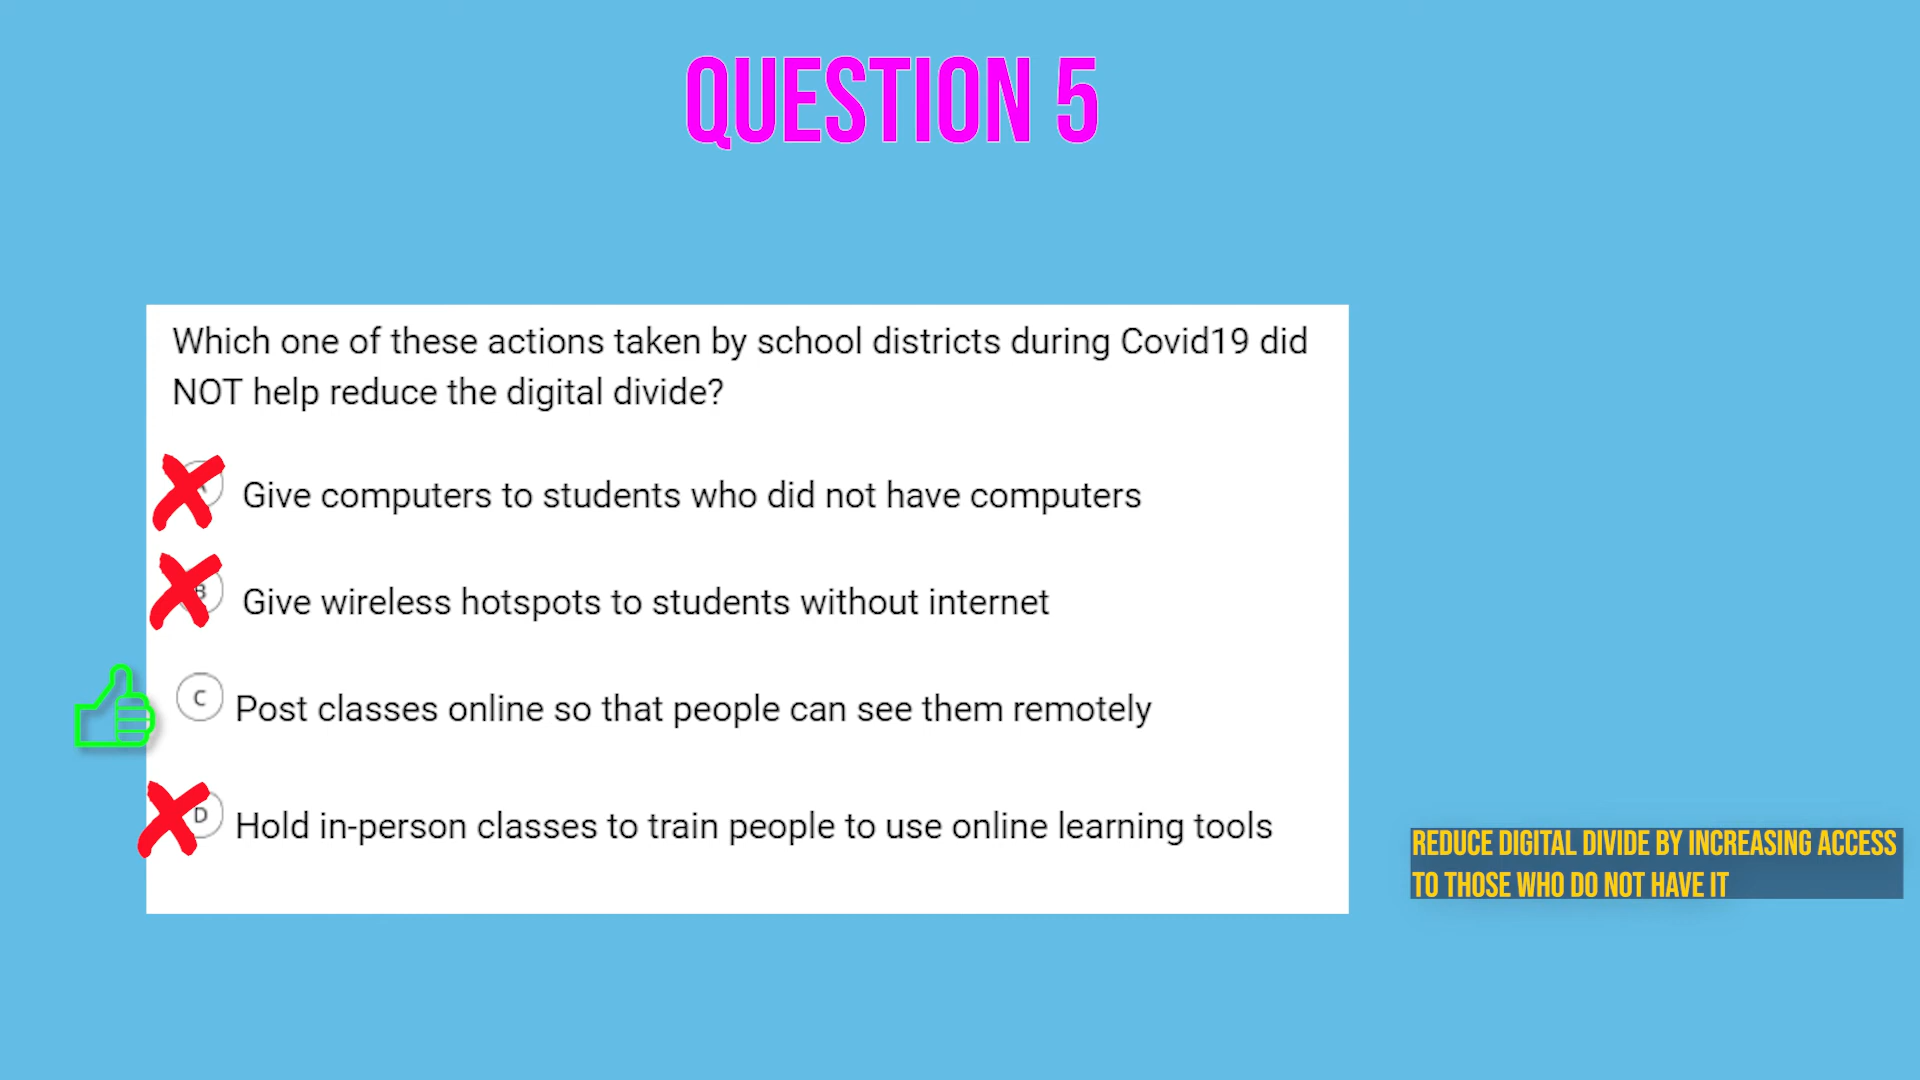 QUESTION 5
Which one of these actions taken by school districts during Covid19 did
NOT help reduce the digital divide?
Give computers to students who did not have computers
B Give wireless hotspots to students without internet
C Post classes online so that people can see them remotely
D Hold in-person classes to train people to use online learning tools
REDUCE DIGITAL DIVIDE BY INCREASING ACCESS
TO THOSE WHO DO NOT HAVE IT